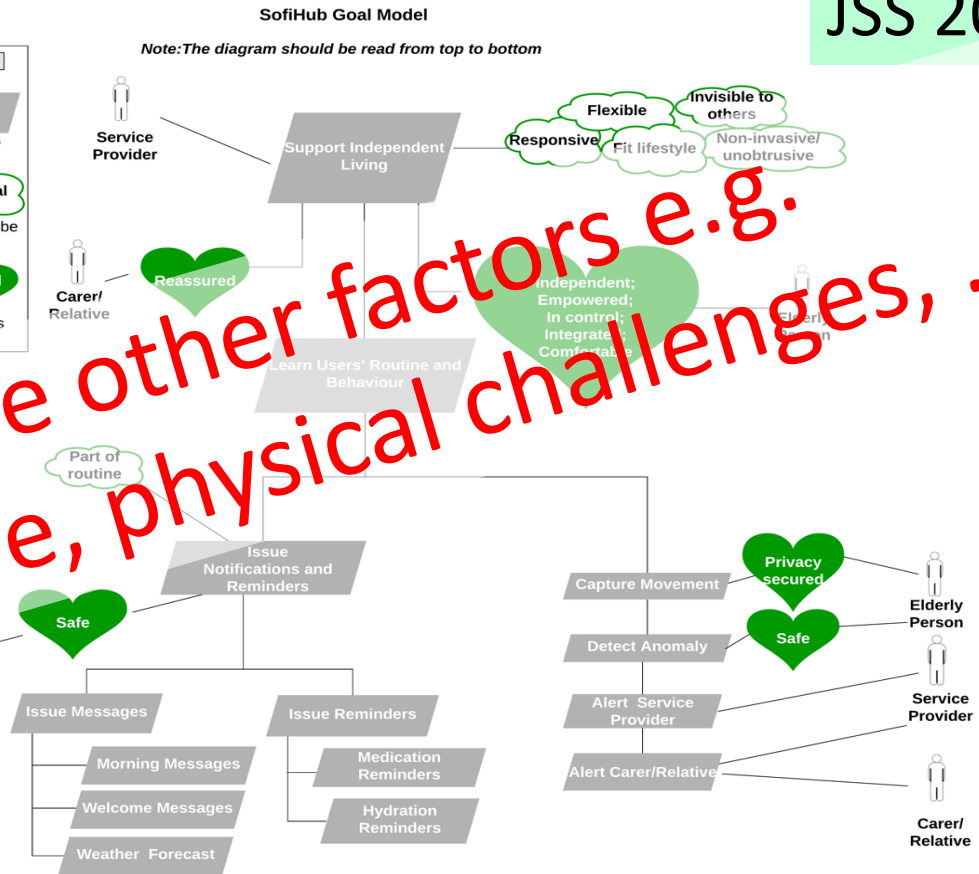 SofiHub Goal Model
JSS 20
Note:The diagram should be read from top to bottom
Service
Provider
Support Independent
Living
Responsive
Flexible
Invisible to
others
Fit lifestyle
Non-invasive/
unobtrusive
al
be
s
Carer/
Relative
Reassured
Independent;
Empowered;
In control;
Integrated;
Comfortable
Elderly
Person
e other factors e.g.
e, physical challenges, .
Learn Users' Routine and
Behaviour
Part of
routine
Issue
Notifications and
Reminders
Safe
Issue Messages
Morning Messages
Welcome Messages
Weather Forecast
Issue Reminders
Medication
Reminders
Hydration
Reminders
Capture Movement
Privacy
secured
Detect Anomaly
Safe
Elderly
Person
Alert Service
Provider
Service
Provider
Alert Carer/Relative
Carer/
Relative